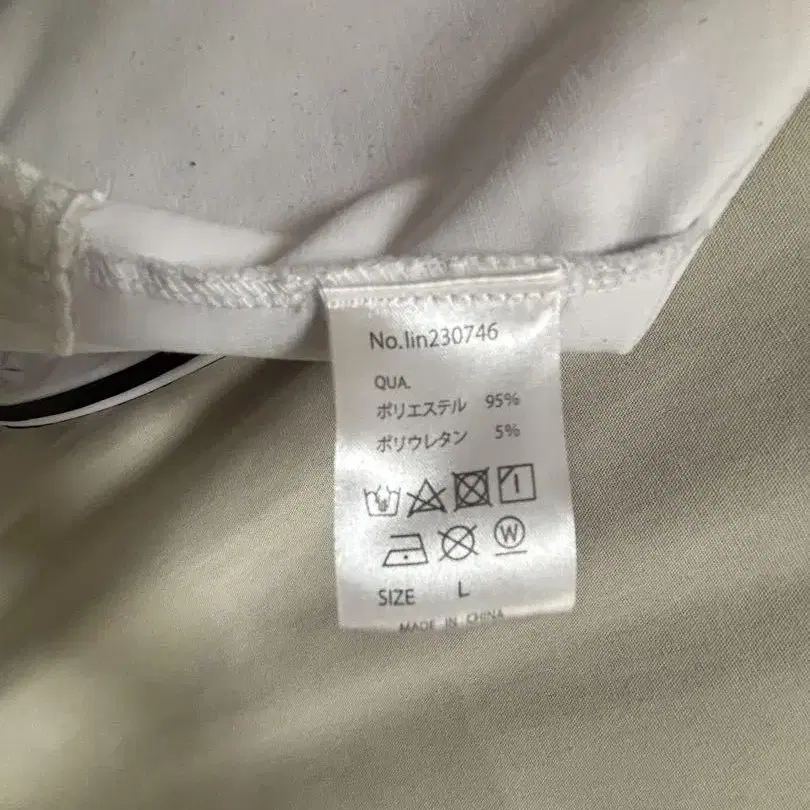 No.lin230746
QUA.
ポリエステル 95%
ポリウレタン 5%
W
SIZE L
MADE IN CHINA